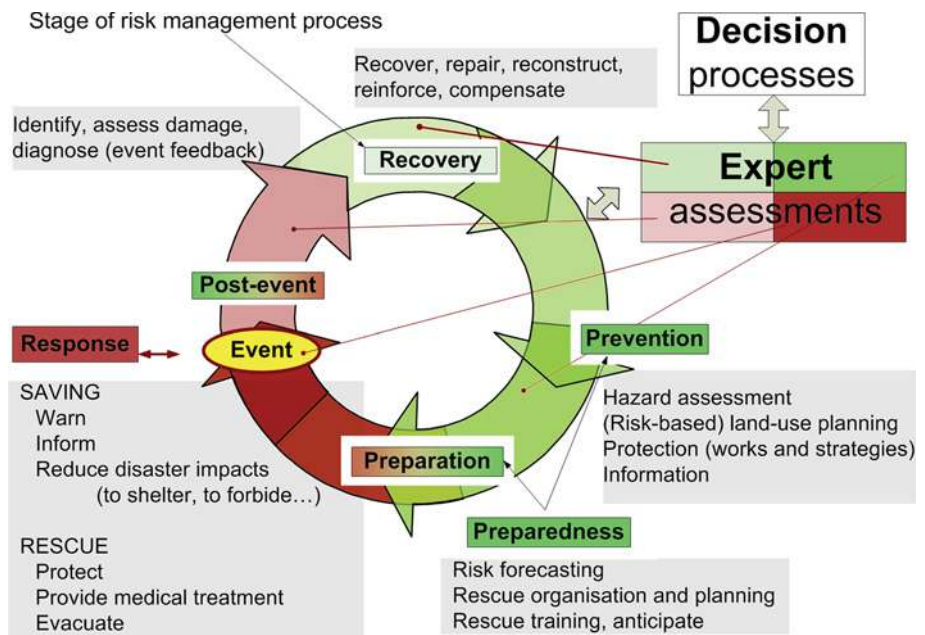 Stage of risk management process
Recover, repair, reconstruct,
reinforce, compensate
Decision
processes
Identify, assess damage,
diagnose (event feedback)
Recovery
Expert
assessments
Post-event
Response
Event
Prevention
SAVING
Warn
Inform
Reduce disaster impacts
(to shelter, to forbide...)
RESCUE
Protect
Provide medical treatment
Evacuate
Hazard assessment
(Risk-based) land-use planning
Protection (works and strategies)
Information
Preparation
Preparedness
Risk forecasting
Rescue organisation and planning
Rescue training, anticipate